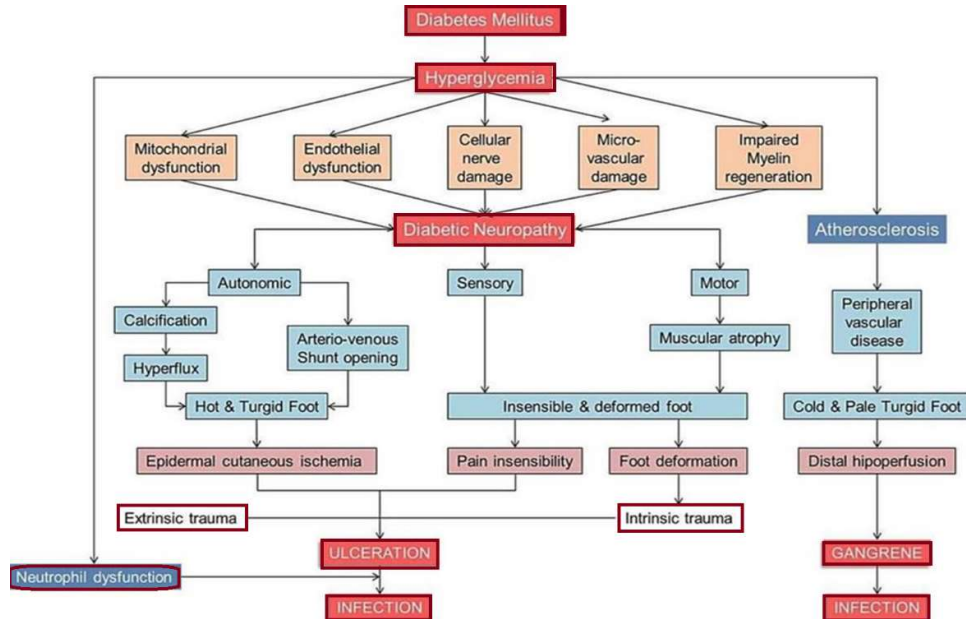 Diabetes Mellitus
Hyperglycemia
Mitochondrial
dysfunction
Endothelial
dysfunction
Cellular
nerve
damage
Micro-
vascular
damage
Impaired
Myelin
regeneration
Diabetic Neuropathy
Atherosclerosis
Autonomic
Sensory
Motor
Calcification
Arterio-venous
Shunt opening
Muscular atrophy
Peripheral
vascular
disease
Hyperflux
Hot & Turgid Foot
Insensible & deformed foot
Cold & Pale Turgid Foot
Epidermal cutaneous ischemia
Pain insensibility
Foot deformation
Distal hipoperfusion
Extrinsic trauma
Intrinsic trauma
ULCERATION
GANGRENE
Neutrophil dysfunction
INFECTION
INFECTION